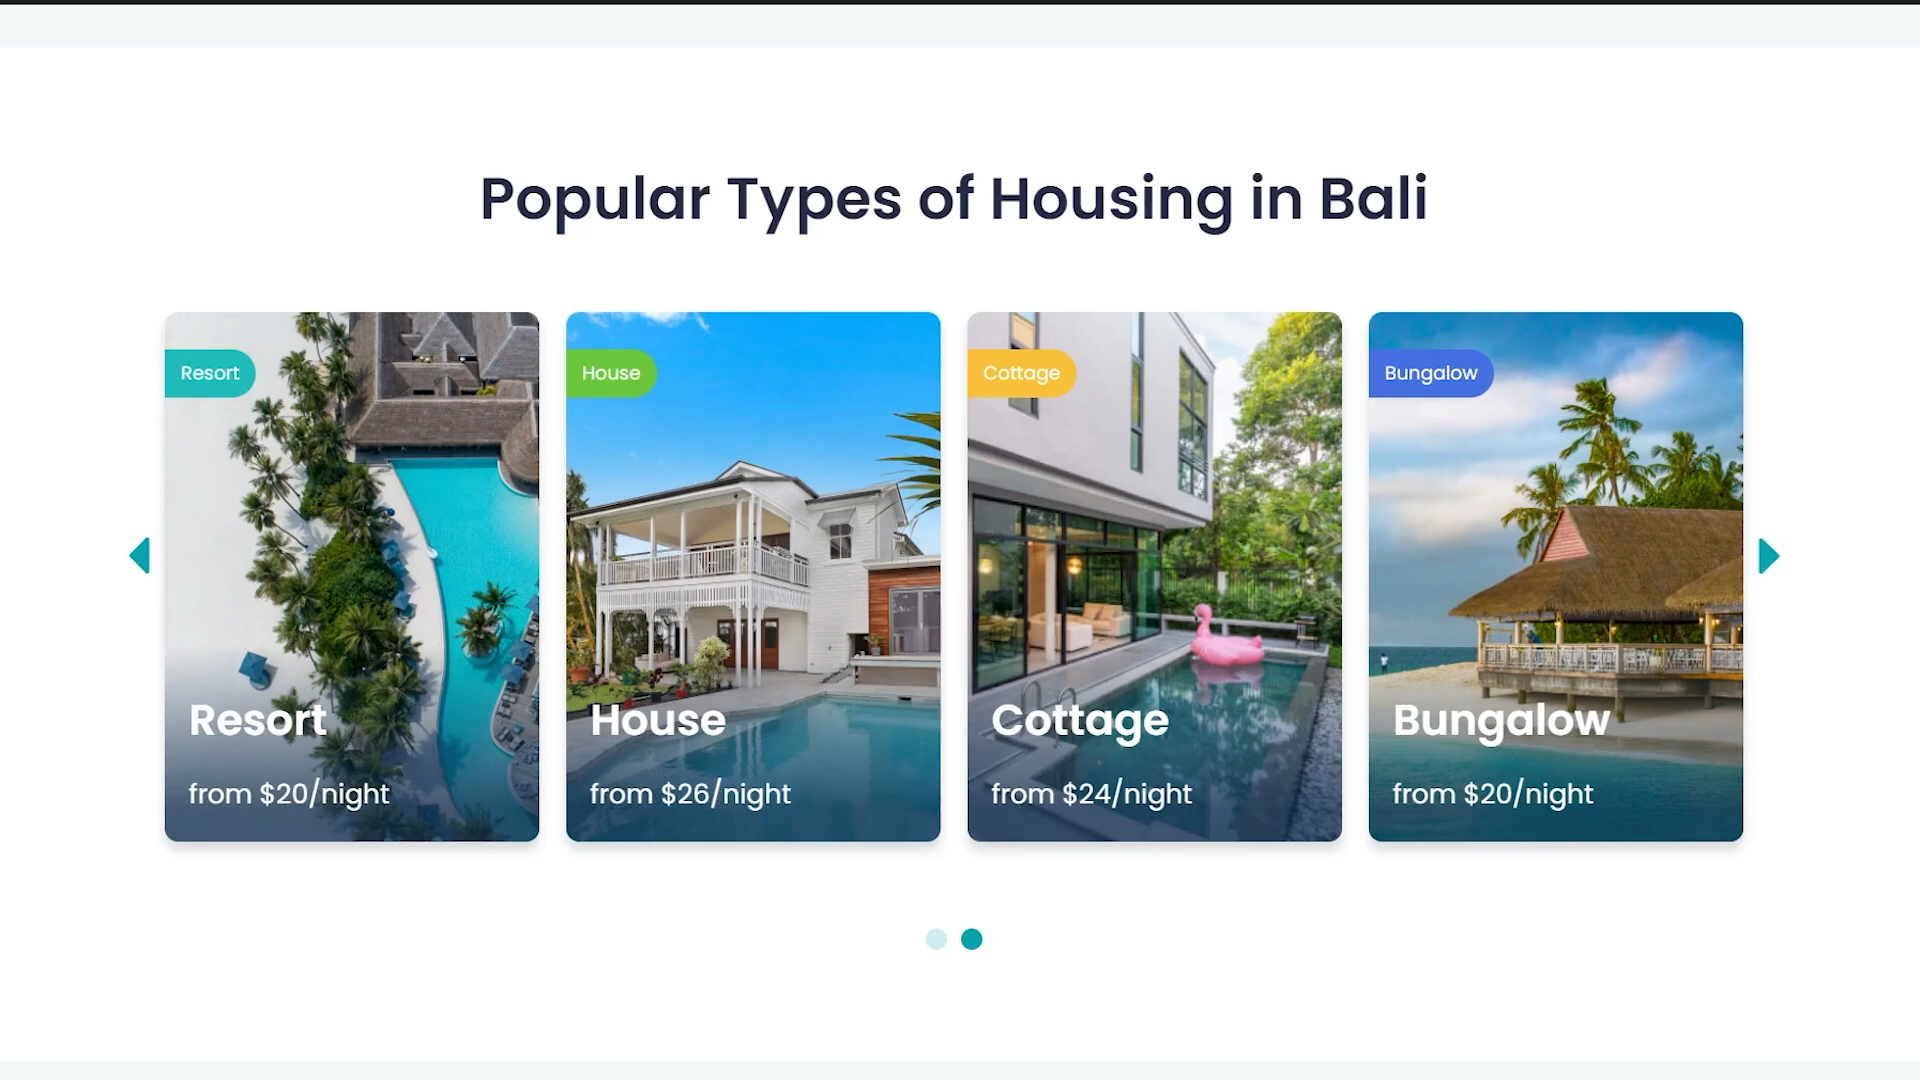 Popular Types of Housing in Bali
Resort
House
Cottage
Bungalow
Resort
House
Cottage
Bungalow
from $20/night
from $26/night
from $24/night
from $20/night